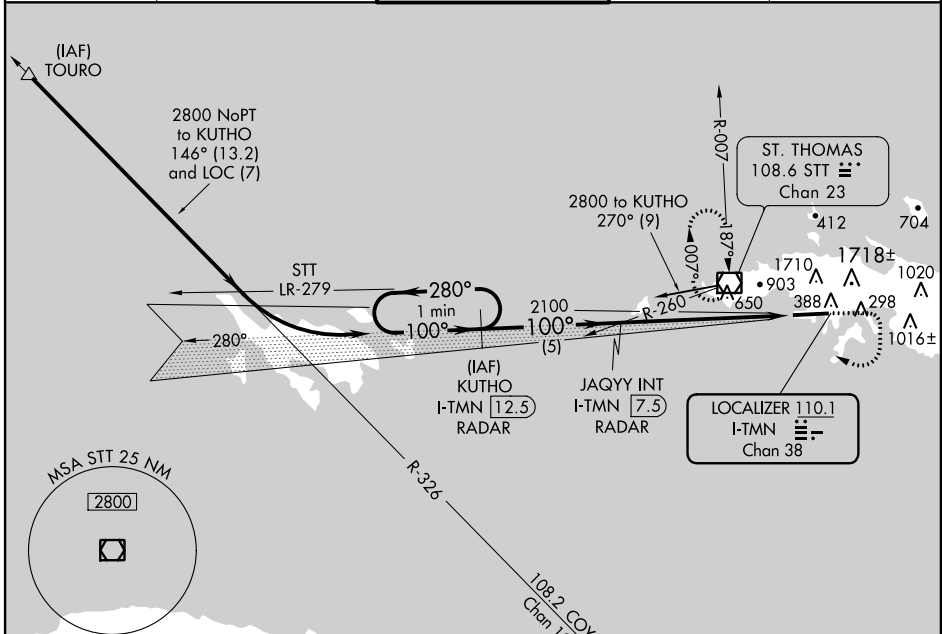 (IAF)
TOURO
2800 NoPT
to KUTHO
146° (13.2)
and LOC (7)
R-007
ST. THOMAS
108.6 STT
Chan 23
2800 to KUTHO
270° (9)
187°
007°
412
704
1710
1718±
1020
903
650
388
298
1016±
STT
LR-279
280°
1 min
100°
2100
100°
(5)
R-260
280°
(IAF)
KUTHO
I-TMN 12.5
RADAR
JAQYY INT
I-TMN 7.5
RADAR
LOCALIZER 110.1
I-TMN
Chan 38
MSA STT 25 NM
2800
R-326
108.2 COY
Chan